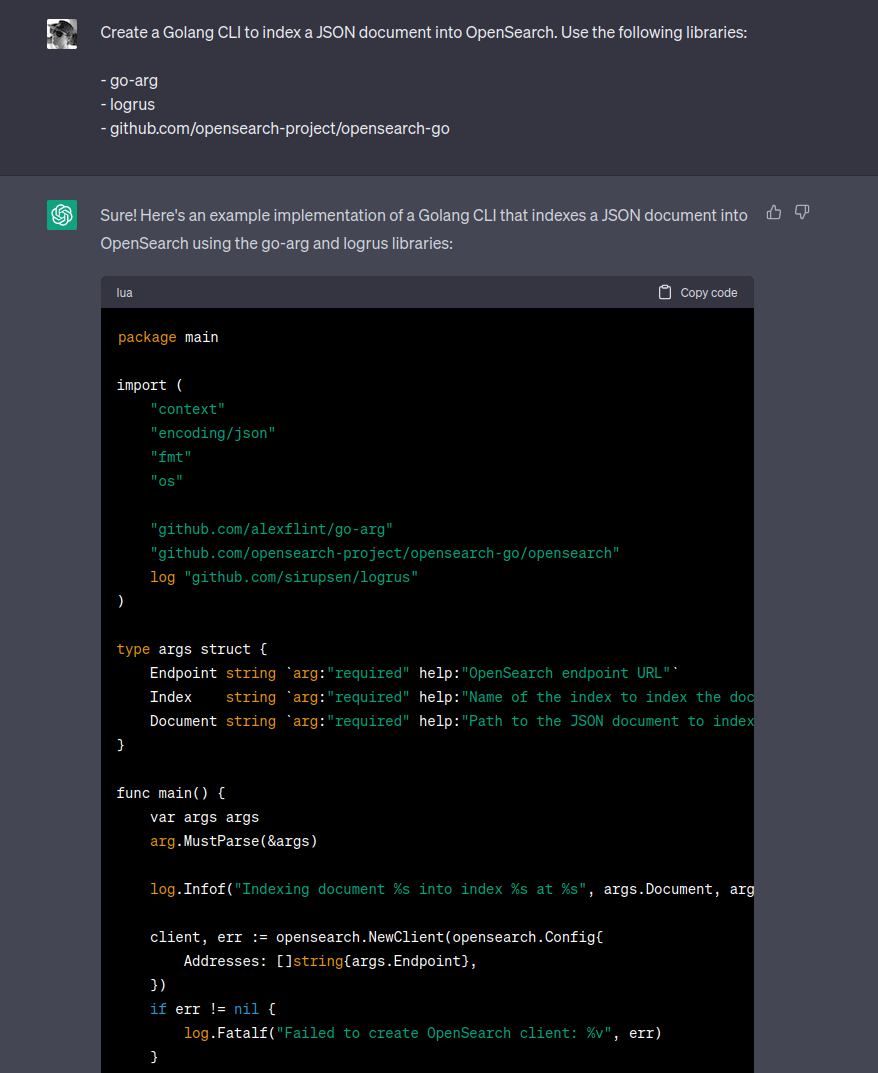 Create a Golang CLI to index a JSON document into OpenSearch. Use the following libraries:
- go-arg
- logrus
- github.com/opensearch-project/opensearch-go
Sure! Here's an example implementation of a Golang CLI that indexes a JSON document into
OpenSearch using the go-arg and logrus libraries:
lua Copy code
package main
import (
    "context"
    "encoding/json"
    "fmt"
    "os"
    "github.com/alexflint/go-arg"
    "github.com/opensearch-project/opensearch-go/opensearch"
    log "github.com/sirupsen/logrus"
)
type args struct {
    Endpoint string `arg:"required" help:"OpenSearch endpoint URL"`
    Index    string `arg:"required" help:"Name of the index to index the doc
    Document string `arg:"required" help:"Path to the JSON document to index
}
func main() {
    var args args
    arg.MustParse(&args)
    log.Infof("Indexing document %s into index %s at %s", args.Document, arg
    client, err := opensearch.NewClient(opensearch.Config{
        Addresses: []string{args.Endpoint},
    })
    if err != nil {
        log.Fatalf("Failed to create OpenSearch client: %v", err)
    }